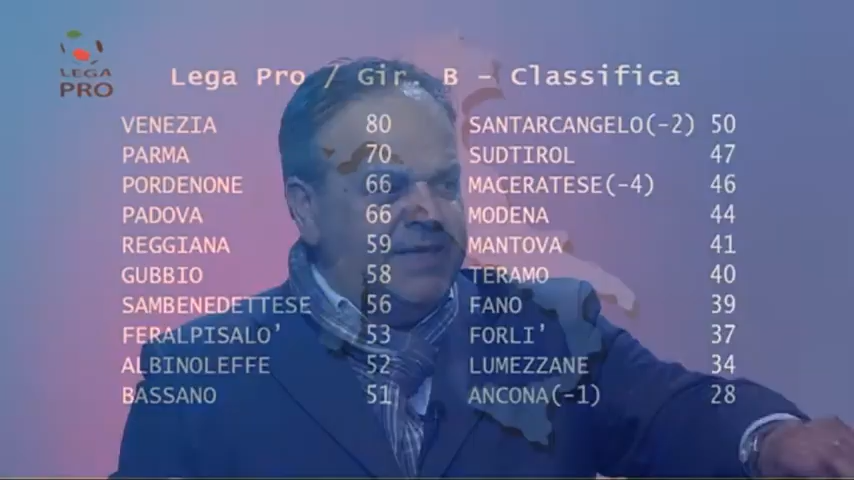 LEGA
PRO
Lega Pro / Gir. B - Classifica
VENEZIA 80
PARMA 70
PORDENONE 66
PADOVA 66
REGGIANA 59
GUBBIO 58
SAMBENEDETTESE 56
FERALPISALO' 53
ALBINOLEFFE 52
BASSANO 51
SANTARCANGELO(-2) 50
SUDTIROL 47
MACERATESE(-4) 46
MODENA 44
MANTOVA 41
TERAMO 40
FANO 39
FORLI' 37
LUMEZZANE 34
ANCONA(-1) 28